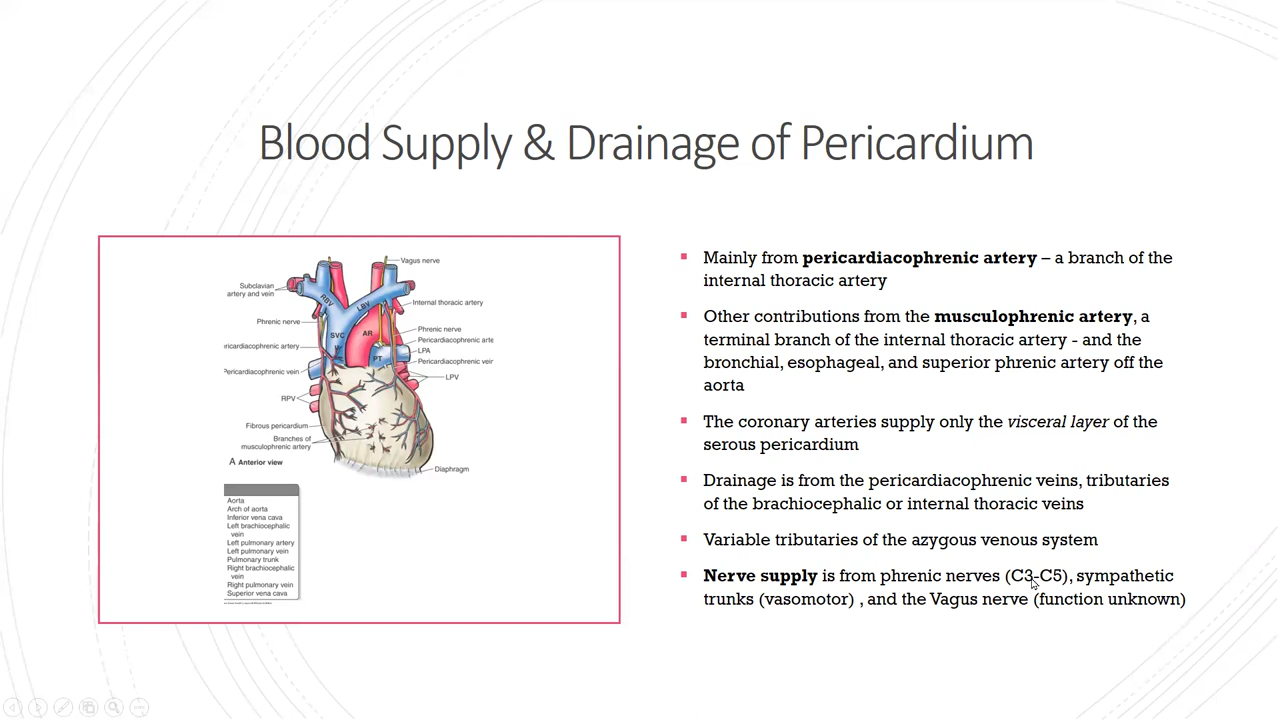 Blood Supply & Drainage of Pericardium
Vagus nerve
Subclavian
artery and vein
RBV
LBV
Internal thoracic artery
Phrenic nerve
SVC
AR
Phrenic nerve
Pericardiacophrenic arte
ricardiacophrenic artery
PT
LPA
Pericardiacophrenic vein
Pericardiacophrenic veir
LPV
RPV
Fibrous pericardium
Branches of
musculophrenic artery
A Anterior view
Diaphragm
Aorta
Arch of aorta
Inferior vena cava
Left brachiocephalic
vein
Left pulmonary artery
Left pulmonary vein
Pulmonary trunk
Right brachiocephalic
vein
Right pulmonary vein
Superior vena cava
Mainly from pericardiacophrenic artery – a branch of the
internal thoracic artery
Other contributions from the musculophrenic artery, a
terminal branch of the internal thoracic artery - and the
bronchial, esophageal, and superior phrenic artery off the
aorta
The coronary arteries supply only the visceral layer of the
serous pericardium
Drainage is from the pericardiacophrenic veins, tributaries
of the brachiocephalic or internal thoracic veins
Variable tributaries of the azygous venous system
Nerve supply is from phrenic nerves (C3-C5), sympathetic
trunks (vasomotor) , and the Vagus nerve (function unknown)